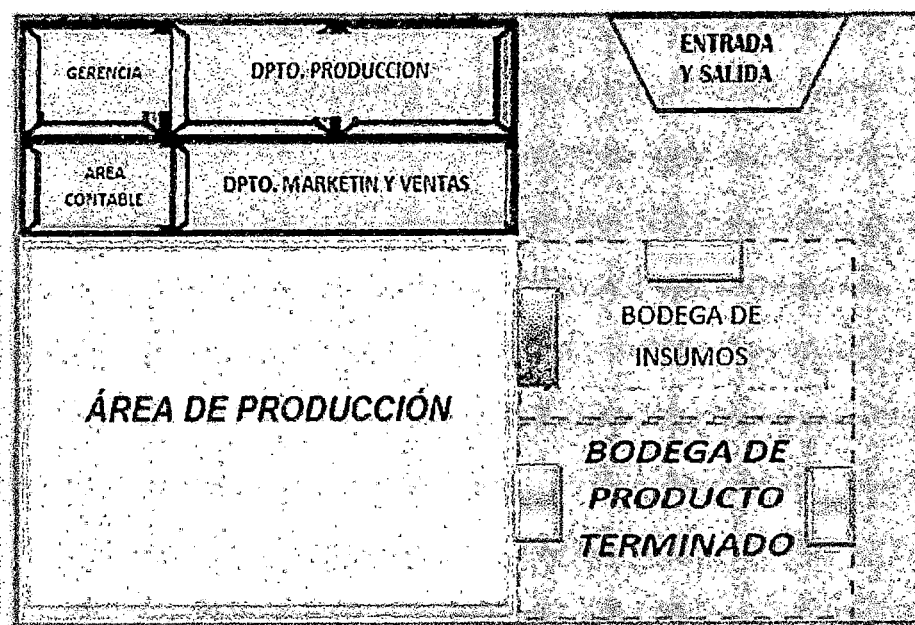 GERENCIA
DPTO. PRODUCCION
ENTRADA
Y SALIDA
AREA
CONTABLE
DPTO. MARKETIN Y VENTAS
BODEGA DE
INSUMOS
ÁREA DE PRODUCCIÓN
BODEGA DE
PRODUCTO
TERMINADO